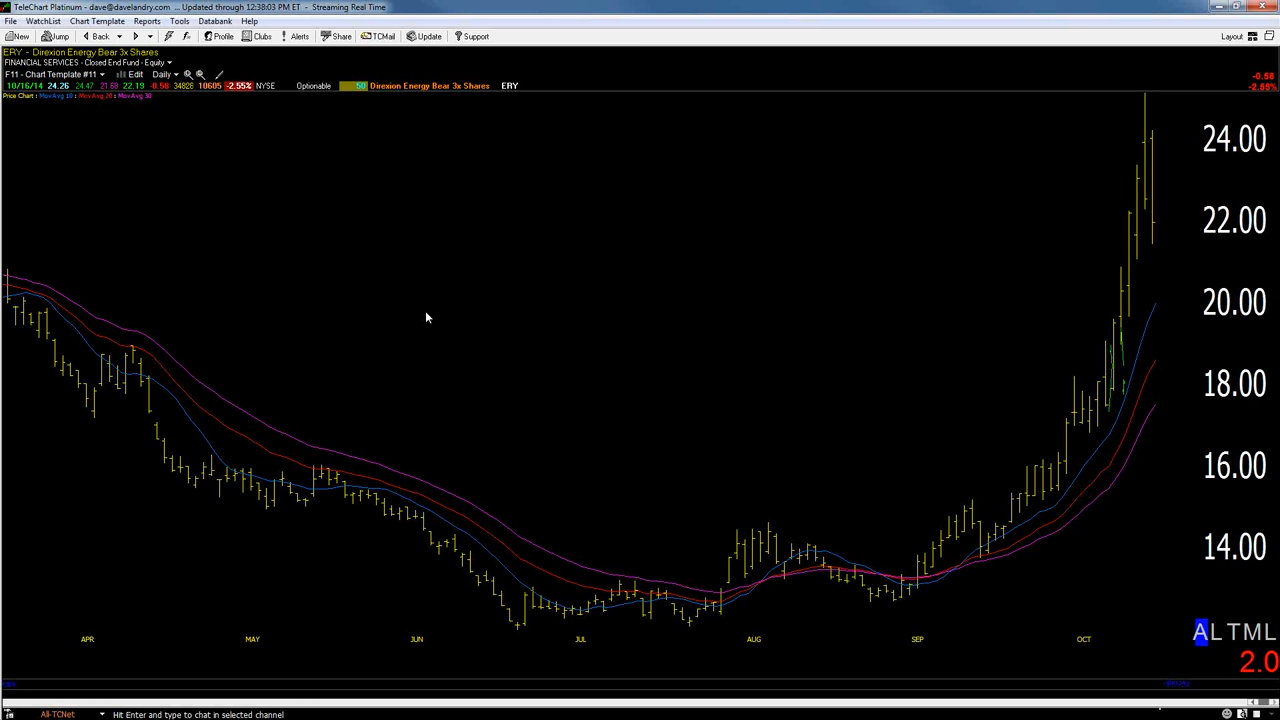 TeleChart Platinum - dave@davelandry.com ... Updated through 12:38:03 PM ET - Streaming Real Time
File WatchList Chart Template Reports Tools Databank Help
New Jump Back Profile Clubs Alerts Share TCMail Update Support Layout
ERY - Direxion Energy Bear 3x Shares
FINANCIAL SERVICES - Closed End Fund - Equity
F11 - Chart Template #11 Edit Daily
-0.58
10/16/14 24.26 24.47 21.68 22.19 -0.58 34828 10605 -2.55% NYSE Optionable 50 Direxion Energy Bear 3x Shares ERY
-2.55%
Price Chart : MovAvg 10 : MovAvg 20 : MovAvg 30
24.00
22.00
20.00
18.00
16.00
14.00
ALTML
APR MAY JUN JUL AUG SEP OCT
2.0
All-TCNet Hit Enter and type to chat in selected channel